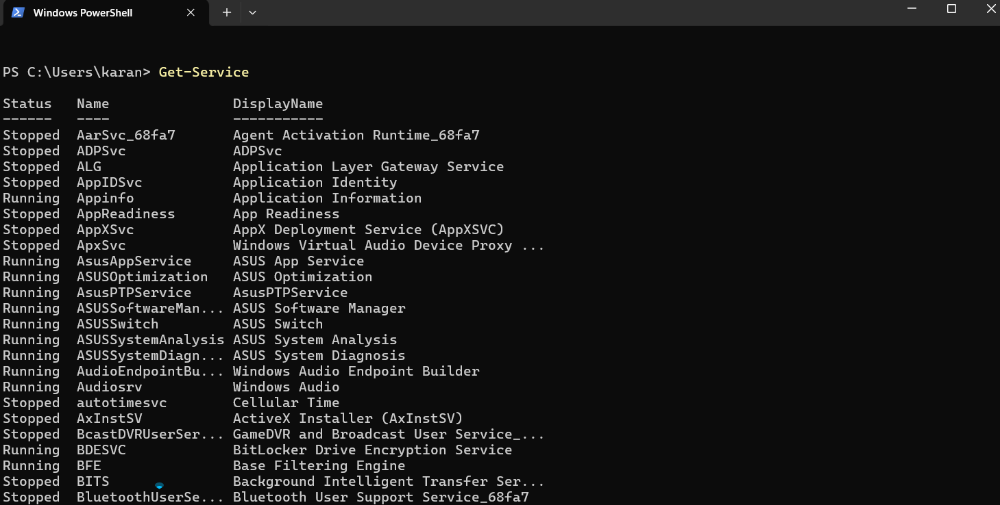 Windows PowerShell
PS C:\Users\karan> Get-Service
Status Name DisplayName
------ ---- -----------
Stopped AarSvc_68fa7 Agent Activation Runtime_68fa7
Stopped ADPSvc ADPSvc
Stopped ALG Application Layer Gateway Service
Stopped AppIDSvc Application Identity
Running Appinfo Application Information
Stopped AppReadiness App Readiness
Stopped AppXSvc AppX Deployment Service (AppXSVC)
Stopped ApxSvc Windows Virtual Audio Device Proxy ...
Running AsusAppService ASUS App Service
Running ASUSOptimization ASUS Optimization
Running AsusPTPService AsusPTPService
Running ASUSSoftwareMan... ASUS Software Manager
Running ASUSSwitch ASUS Switch
Running ASUSSystemAnalysis ASUS System Analysis
Running ASUSSystemDiagn... ASUS System Diagnosis
Running AudioEndpointBu... Windows Audio Endpoint Builder
Running Audiosrv Windows Audio
Stopped autotimesvc Cellular Time
Stopped AxInstSV ActiveX Installer (AxInstSV)
Stopped BcastDVRUserSer... GameDVR and Broadcast User Service_...
Running BDESVC BitLocker Drive Encryption Service
Running BFE Base Filtering Engine
Stopped BITS Background Intelligent Transfer Ser...
Stopped BluetoothUserSe... Bluetooth User Support Service_68fa7